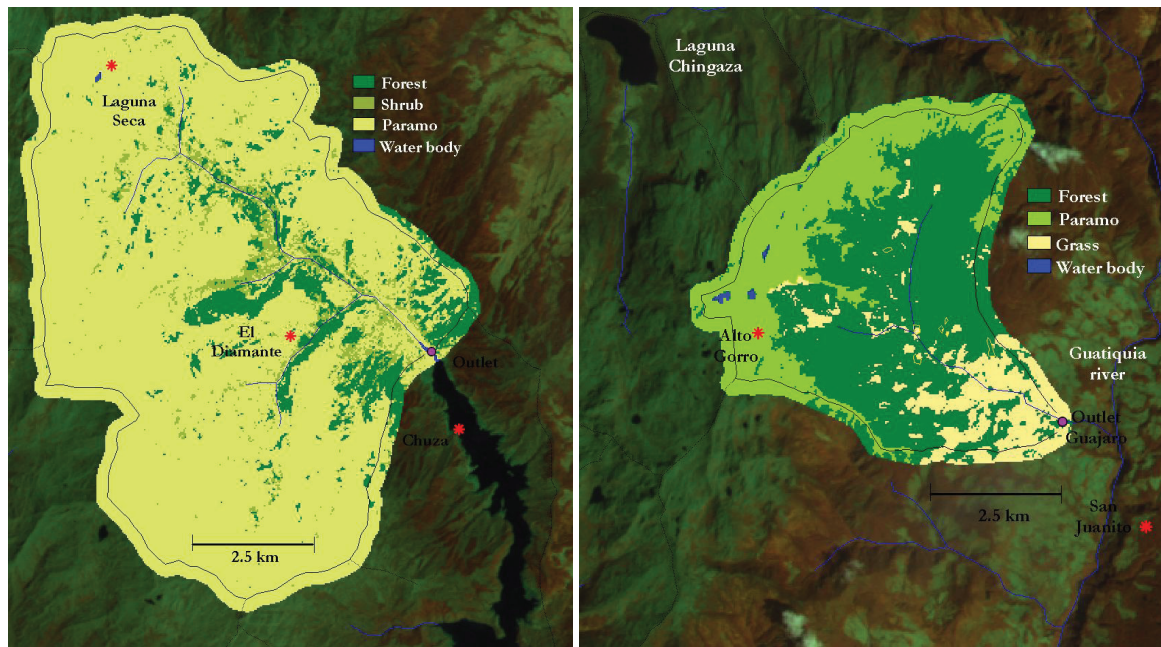 Laguna
Seca
Forest
Shrub
Paramo
Water body
El
Diamante
Outlet
Chuza
2.5 km
Laguna
Chingaza
Forest
Paramo
Grass
Water body
Alto
Gorro
Guatiquia
river
Outlet
Guajaro
2.5 km
San
Juanito